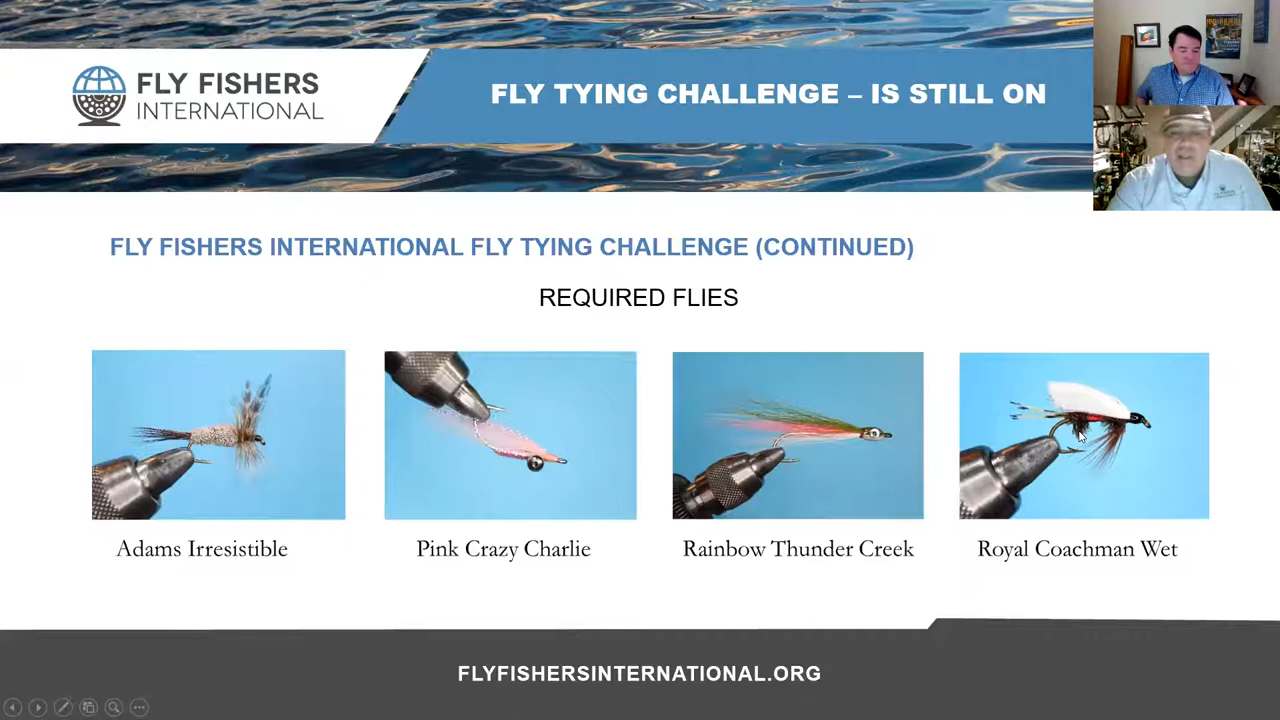 FLY FISHERS
INTERNATIONAL
FLY TYING CHALLENGE – IS STILL ON
FLY FISHERS INTERNATIONAL FLY TYING CHALLENGE (CONTINUED)
REQUIRED FLIES
Adams Irresistible
Pink Crazy Charlie
Rainbow Thunder Creek
Royal Coachman Wet
FLYFISHERSINTERNATIONAL.ORG